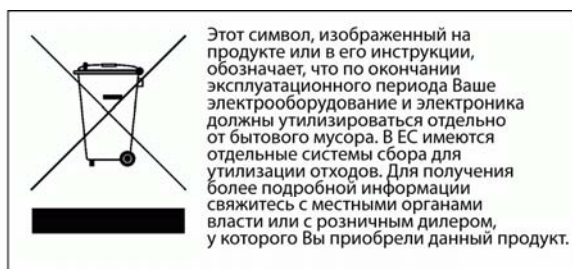 Этот символ, изображенный на
продукте или в его инструкции,
обозначает, что по окончании
эксплуатационного периода Ваше
электрооборудование и электроника
должны утилизироваться отдельно
от бытового мусора. В ЕС имеются
отдельные системы сбора для
утилизации отходов. Для получения
более подробной информации
свяжитесь с местными органами
власти или с розничным дилером,
у которого Вы приобрели данный продукт.